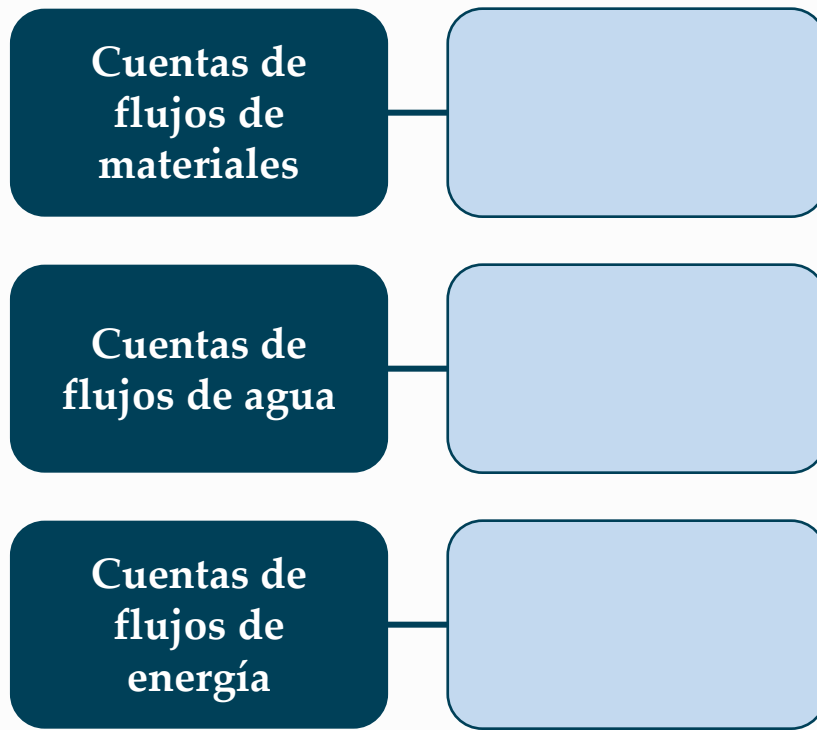 Cuentas de
flujos de
materiales
Cuentas de
flujos de agua
Cuentas de
flujos de
energía